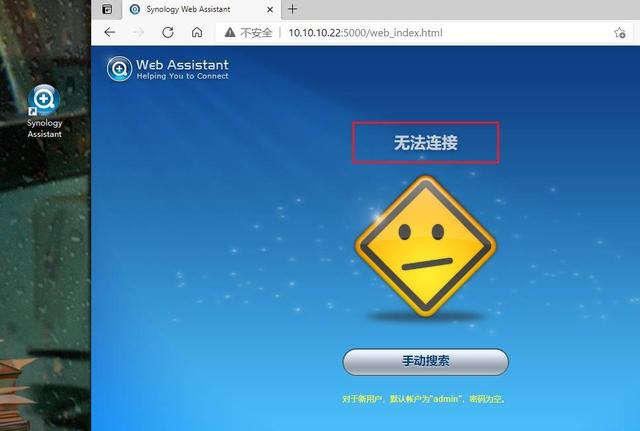 Synology Web Assistant
不安全
10.10.10.22:5000/web_index.html
Web Assistant
Helping You to Connect
Synology
Assistant
无法连接
手动搜索
对于新用户，默认帐户为"admin"，密码为空。